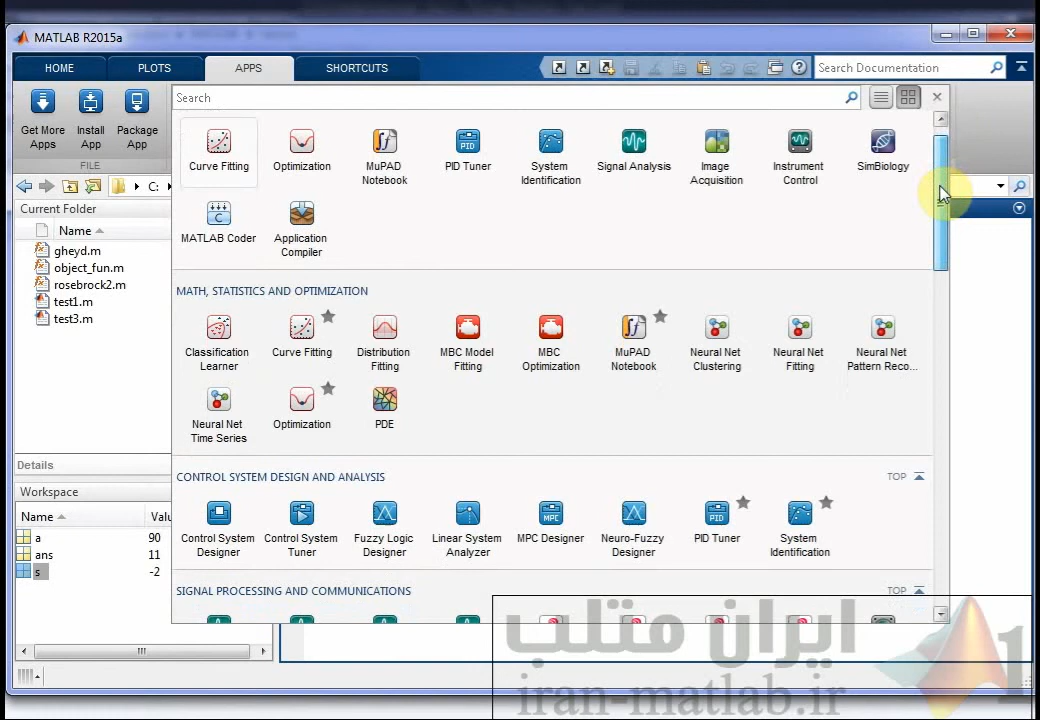 MATLAB R2015a
HOME PLOTS APPS SHORTCUTS Search Documentation
Search
Get More Apps
Install App
Package App
FILE
C:
Current Folder
Name
gheyd.m
object_fun.m
rosebrock2.m
test1.m
test3.m
Details
Workspace
Name Valu
a 90
ans 11
s -2
Curve Fitting
Optimization
MuPAD Notebook
PID Tuner
System Identification
Signal Analysis
Image Acquisition
Instrument Control
SimBiology
MATLAB Coder
Application Compiler
MATH, STATISTICS AND OPTIMIZATION
Classification Learner
Curve Fitting
Distribution Fitting
MBC Model Fitting
MBC Optimization
MuPAD Notebook
Neural Net Clustering
Neural Net Fitting
Neural Net Pattern Reco...
Neural Net Time Series
Optimization
PDE
CONTROL SYSTEM DESIGN AND ANALYSIS TOP
Control System Designer
Control System Tuner
Fuzzy Logic Designer
Linear System Analyzer
MPC Designer
Neuro-Fuzzy Designer
PID Tuner
System Identification
SIGNAL PROCESSING AND COMMUNICATIONS TOP
ایران متلب
iran-matlab.ir
1